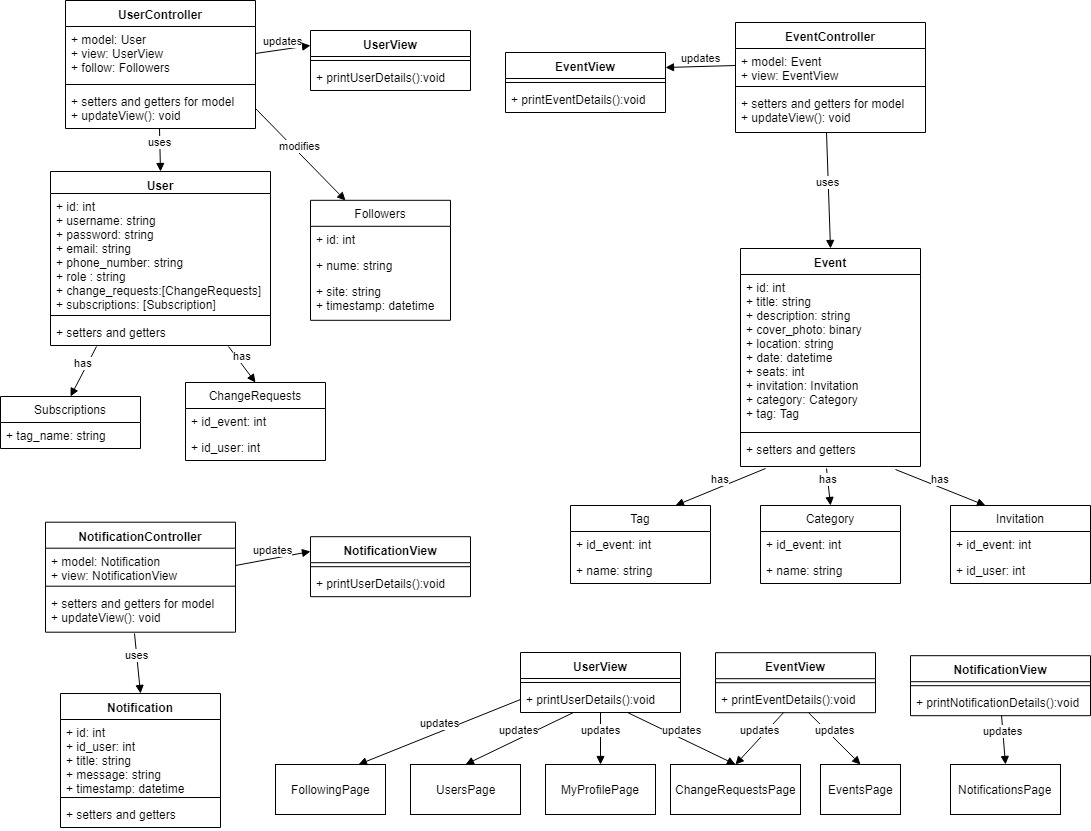 UserController
+ model: User
+ view: UserView
+ follow: Followers
+ setters and getters for model
+ updateView(): void
updates
UserView
+ printUserDetails():void
uses
modifies
User
+ id: int
+ username: string
+ password: string
+ email: string
+ phone_number: string
+ role : string
+ change_requests:[ChangeRequests]
+ subscriptions: [Subscription]
+ setters and getters
Followers
+ id: int
+ nume: string
+ site: string
+ timestamp: datetime
has
has
Subscriptions
+ tag_name: string
ChangeRequests
+ id_event: int
+ id_user: int
EventView
+ printEventDetails():void
updates
EventController
+ model: Event
+ view: EventView
+ setters and getters for model
+ updateView(): void
uses
Event
+ id: int
+ title: string
+ description: string
+ cover_photo: binary
+ location: string
+ date: datetime
+ seats: int
+ invitation: Invitation
+ category: Category
+ tag: Tag
+ setters and getters
has
has
has
Tag
+ id_event: int
+ name: string
Category
+ id_event: int
+ name: string
Invitation
+ id_event: int
+ id_user: int
NotificationController
+ model: Notification
+ view: NotificationView
+ setters and getters for model
+ updateView(): void
updates
NotificationView
+ printUserDetails():void
uses
Notification
+ id: int
+ id_user: int
+ title: string
+ message: string
+ timestamp: datetime
+ setters and getters
UserView
+ printUserDetails():void
EventView
+ printEventDetails():void
NotificationView
+ printNotificationDetails():void
updates
updates
updates
updates
updates
updates
updates
FollowingPage
UsersPage
MyProfilePage
ChangeRequestsPage
EventsPage
NotificationsPage